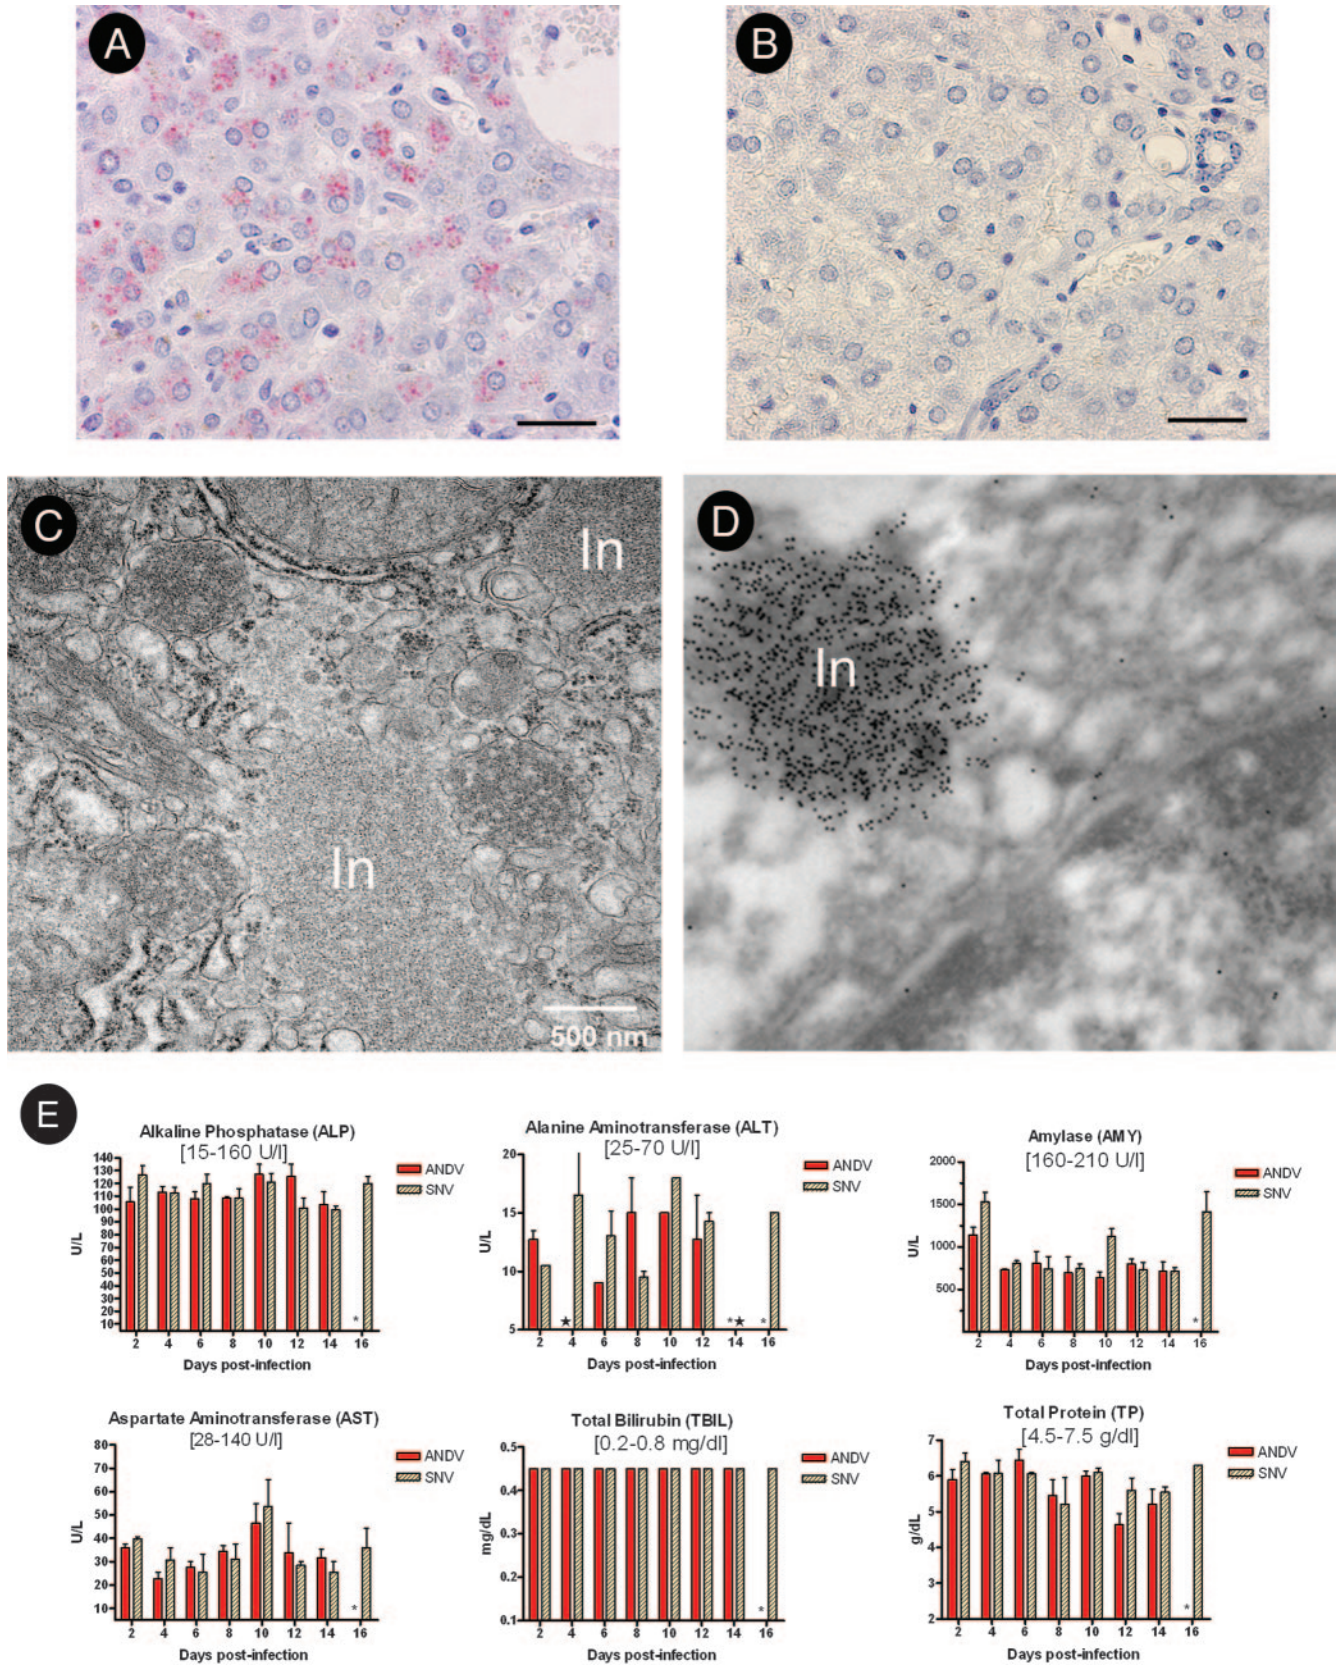 A
B
C
In
In
500 nm
D
In
E
Alkaline Phosphatase (ALP)
[15-160 U/l]
U/L
140
130
120
110
100
90
80
70
60
50
40
30
20
10
2 4 6 8 10 12 14 16
*
Days post-infection
ANDV
SNV
Alanine Aminotransferase (ALT)
[25-70 U/l]
U/L
20
15
10
5
★ *★ *
2 4 6 8 10 12 14 16
Days post-infection
ANDV
SNV
Amylase (AMY)
[160-210 U/l]
U/L
2000
1500
1000
500
*
2 4 6 8 10 12 14 16
Days post-infection
ANDV
SNV
Aspartate Aminotransferase (AST)
[28-140 U/l]
U/L
80
70
60
50
40
30
20
10
*
2 4 6 8 10 12 14 16
Days post-infection
ANDV
SNV
Total Bilirubin (TBIL)
[0.2-0.8 mg/dl]
mg/dL
0.5
0.4
0.3
0.2
0.1
*
2 4 6 8 10 12 14 16
Days post-infection
ANDV
SNV
Total Protein (TP)
[4.5-7.5 g/dl]
g/dL
7
6
5
4
3
2
*
2 4 6 8 10 12 14 16
Days post-infection
ANDV
SNV